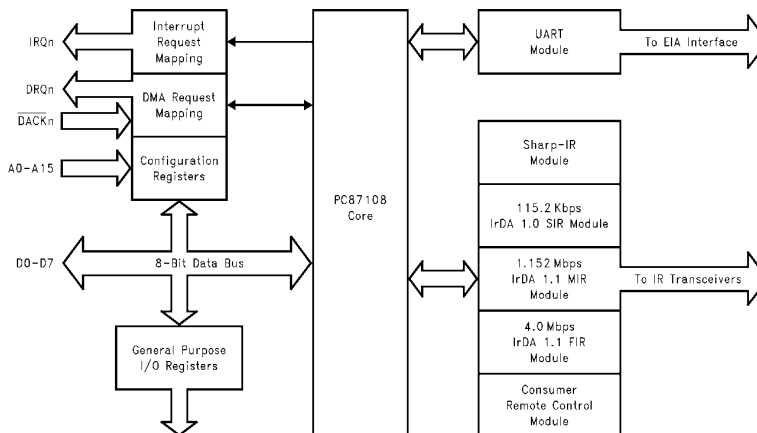 IRQn
Interrupt
Request
Mapping
DRQn
DMA Request
Mapping
DACKn
A0-A15
Configuration
Registers
D0-D7
8-Bit Data Bus
General Purpose
I/O Registers
PC87108
Core
UART
Module
To EIA Interface
Sharp-IR
Module
115.2 Kbps
IrDA 1.0 SIR Module
1.152 Mbps
IrDA 1.1 MIR
Module
To IR Transceivers
4.0 Mbps
IrDA 1.1 FIR
Module
Consumer
Remote Control
Module